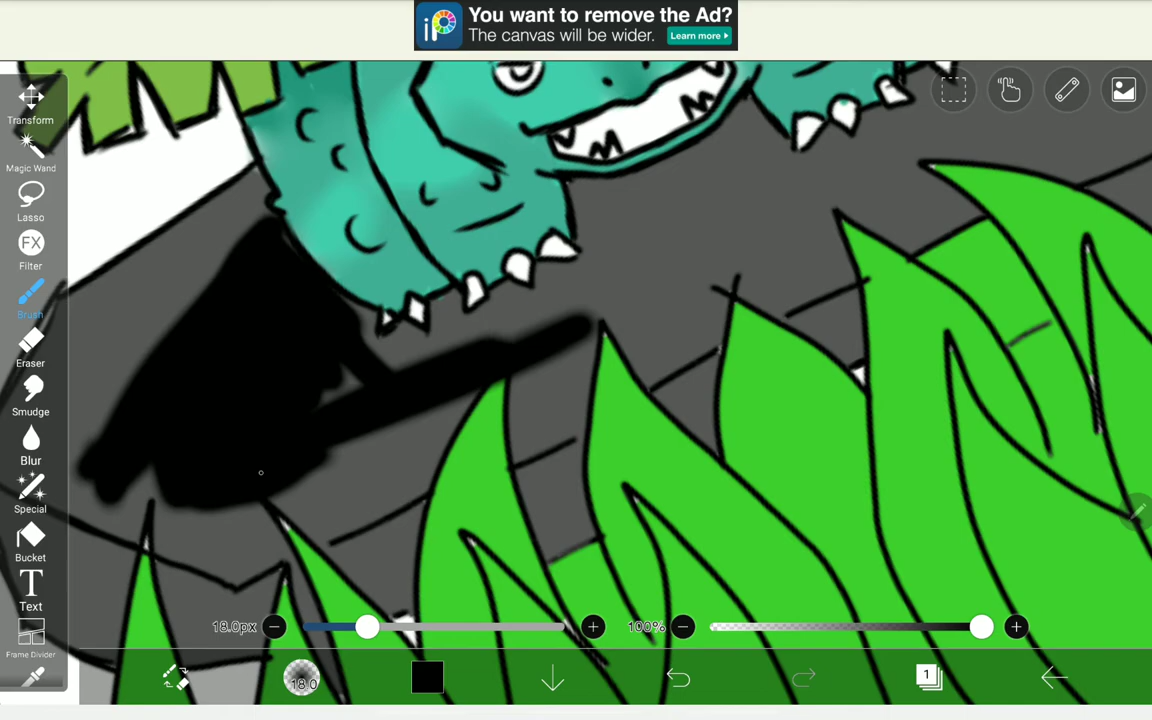 iP
You want to remove the Ad?
The canvas will be wider.
Learn more
Transform
Magic Wand
Lasso
FX
Filter
Brush
Eraser
Smudge
Blur
Special
Bucket
T
Text
Frame Divider
18.0px
100%
18.0
1